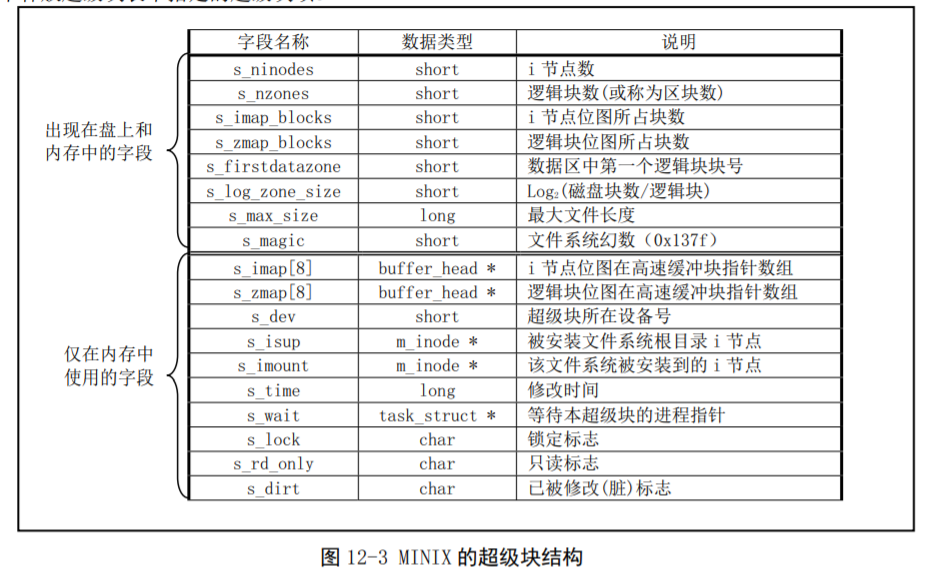 字段名称 数据类型 说明
s_ninodes short i 节点数
s_nzones short 逻辑块数(或称为区块数)
s_imap_blocks short i 节点位图所占块数
s_zmap_blocks short 逻辑块位图所占块数
s_firstdatazone short 数据区中第一个逻辑块块号
s_log_zone_size short Log₂(磁盘块数/逻辑块)
s_max_size long 最大文件长度
s_magic short 文件系统幻数（0x137f）
出现在盘上和
内存中的字段
s_imap[8] buffer_head * i 节点位图在高速缓冲块指针数组
s_zmap[8] buffer_head * 逻辑块位图在高速缓冲块指针数组
s_dev short 超级块所在设备号
s_isup m_inode * 被安装文件系统根目录 i 节点
s_imount m_inode * 该文件系统被安装到的 i 节点
s_time long 修改时间
s_wait task_struct * 等待本超级块的进程指针
s_lock char 锁定标志
s_rd_only char 只读标志
s_dirt char 已被修改(脏)标志
仅在内存中
使用的字段
图 12-3 MINIX 的超级块结构